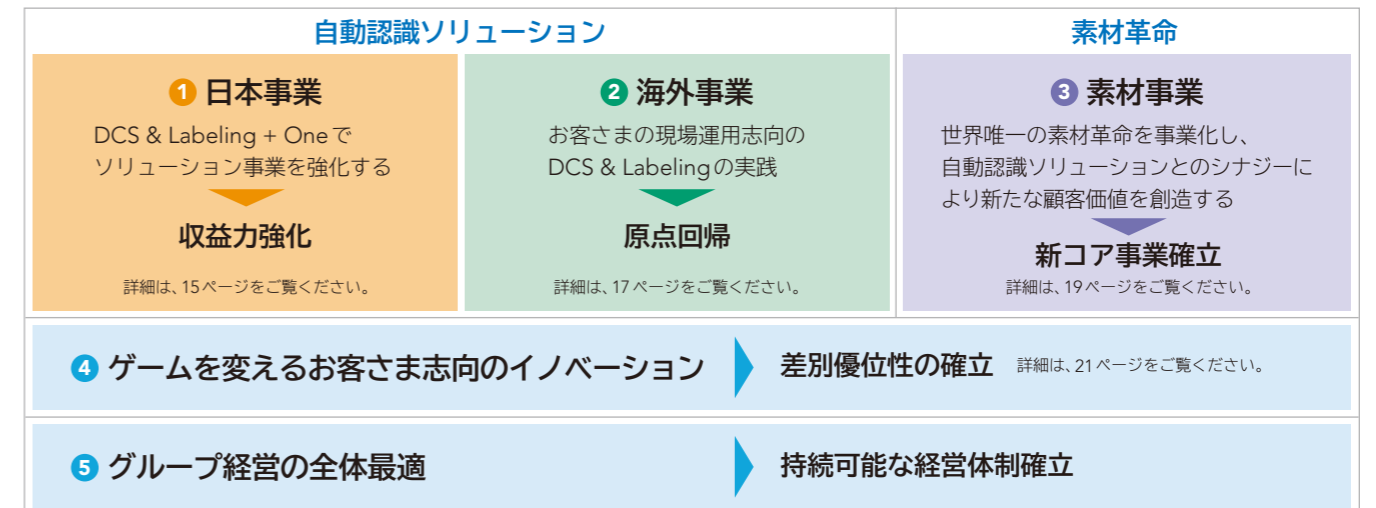 自動認識ソリューション
素材革命
❶ 日本事業
DCS & Labeling + Oneで
ソリューション事業を強化する
収益力強化
詳細は、15ページをご覧ください。
❷ 海外事業
お客さまの現場運用志向の
DCS & Labelingの実践
原点回帰
詳細は、17ページをご覧ください。
❸ 素材事業
世界唯一の素材革命を事業化し、
自動認識ソリューションとのシナジーに
より新たな顧客価値を創造する
新コア事業確立
詳細は、19ページをご覧ください。
❹ ゲームを変えるお客さま志向のイノベーション
差別優位性の確立 詳細は、21ページをご覧ください。
❺ グループ経営の全体最適
持続可能な経営体制確立